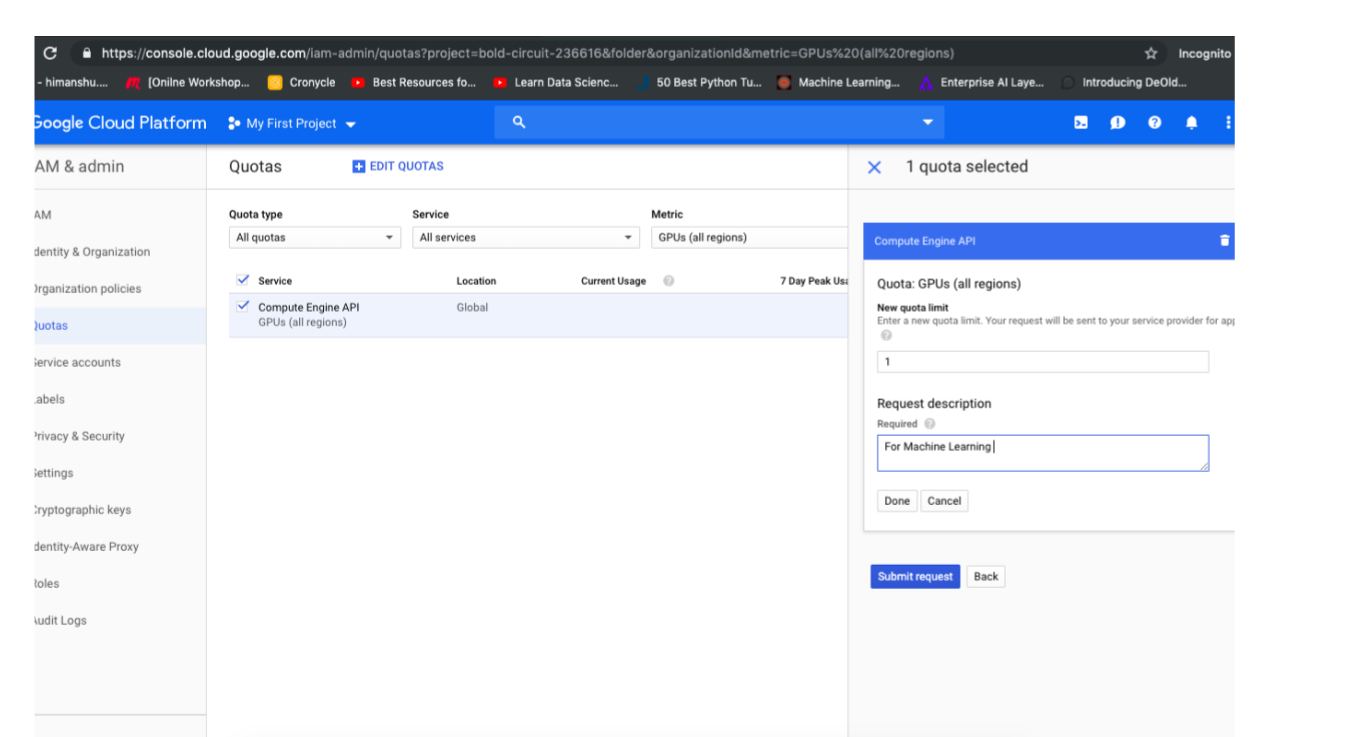 https://console.cloud.google.com/iam-admin/quotas?project=bold-circuit-236616&folder&organizationId&metric=GPUs%20(all%20regions) Incognito
- himanshu.... [Onilne Workshop... Cronycle Best Resources fo... Learn Data Scienc... 50 Best Python Tu... Machine Learning... Enterprise AI Laye... Introducing DeOld...
Google Cloud Platform My First Project
AM & admin Quotas EDIT QUOTAS 1 quota selected
AM
dentity & Organization
Organization policies
Quotas
Service accounts
Labels
Privacy & Security
Settings
Cryptographic keys
dentity-Aware Proxy
Roles
Audit Logs
Quota type Service Metric
All quotas All services GPUs (all regions)
Service Location Current Usage 7 Day Peak Usa
Compute Engine API Global
GPUs (all regions)
Compute Engine API
Quota: GPUs (all regions)
New quota limit
Enter a new quota limit. Your request will be sent to your service provider for app
1
Request description
Required
For Machine Learning
Done Cancel
Submit request Back